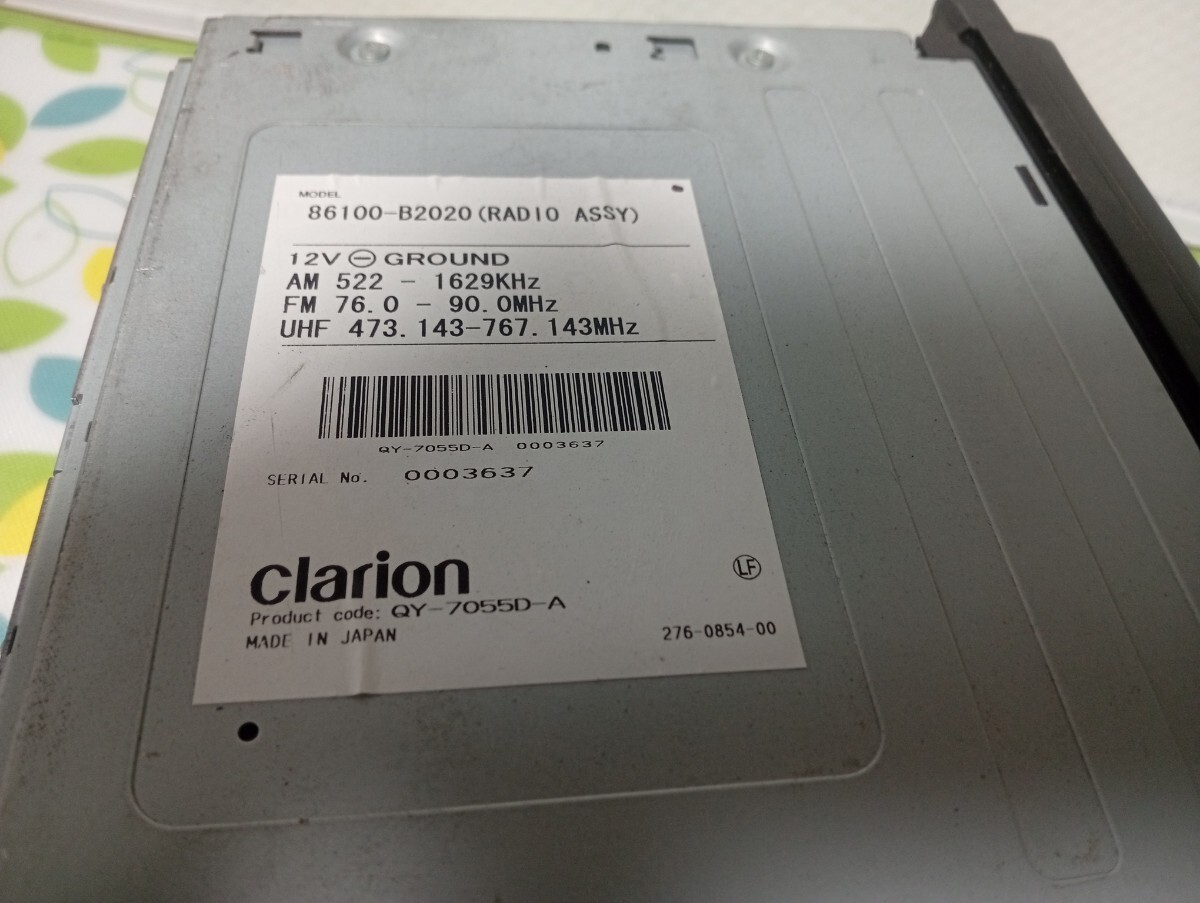 MODEL
86100-B2020(RADIO ASSY)
12V ⊖ GROUND
AM 522 - 1629KHz
FM 76.0 - 90.0MHz
UHF 473.143-767.143MHz
QY-7055D-A 0003637
SERIAL No. 0003637
clarion
LF
Product code: QY-7055D-A
MADE IN JAPAN
276-0854-00